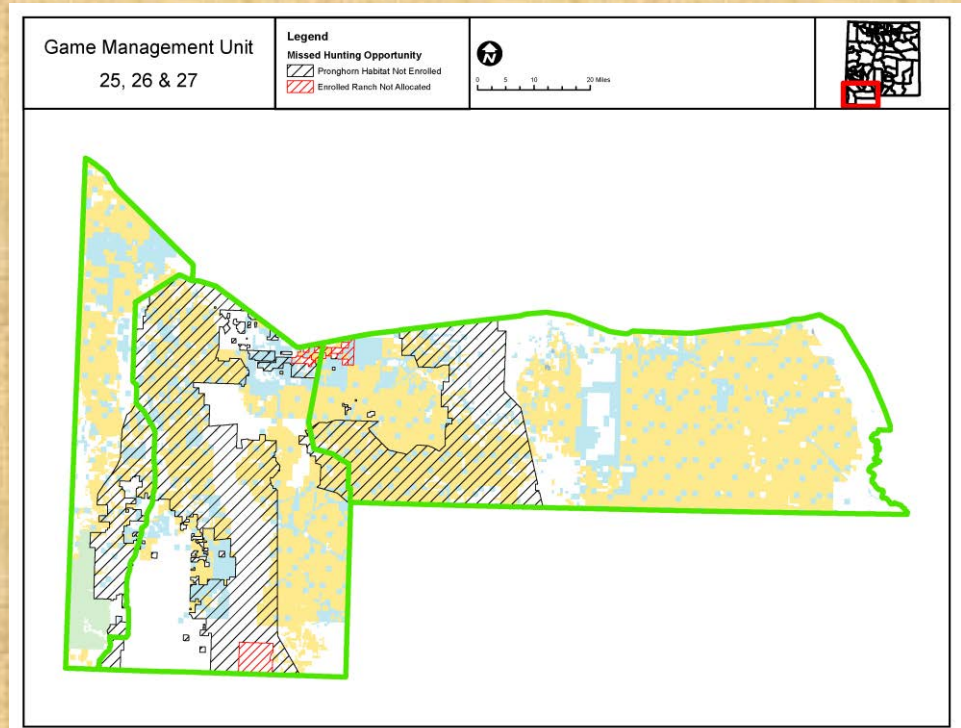 Game Management Unit
25, 26 & 27
Legend
Missed Hunting Opportunity
Pronghorn Habitat Not Enrolled
Enrolled Ranch Not Allocated
N
0 5 10 20 Miles